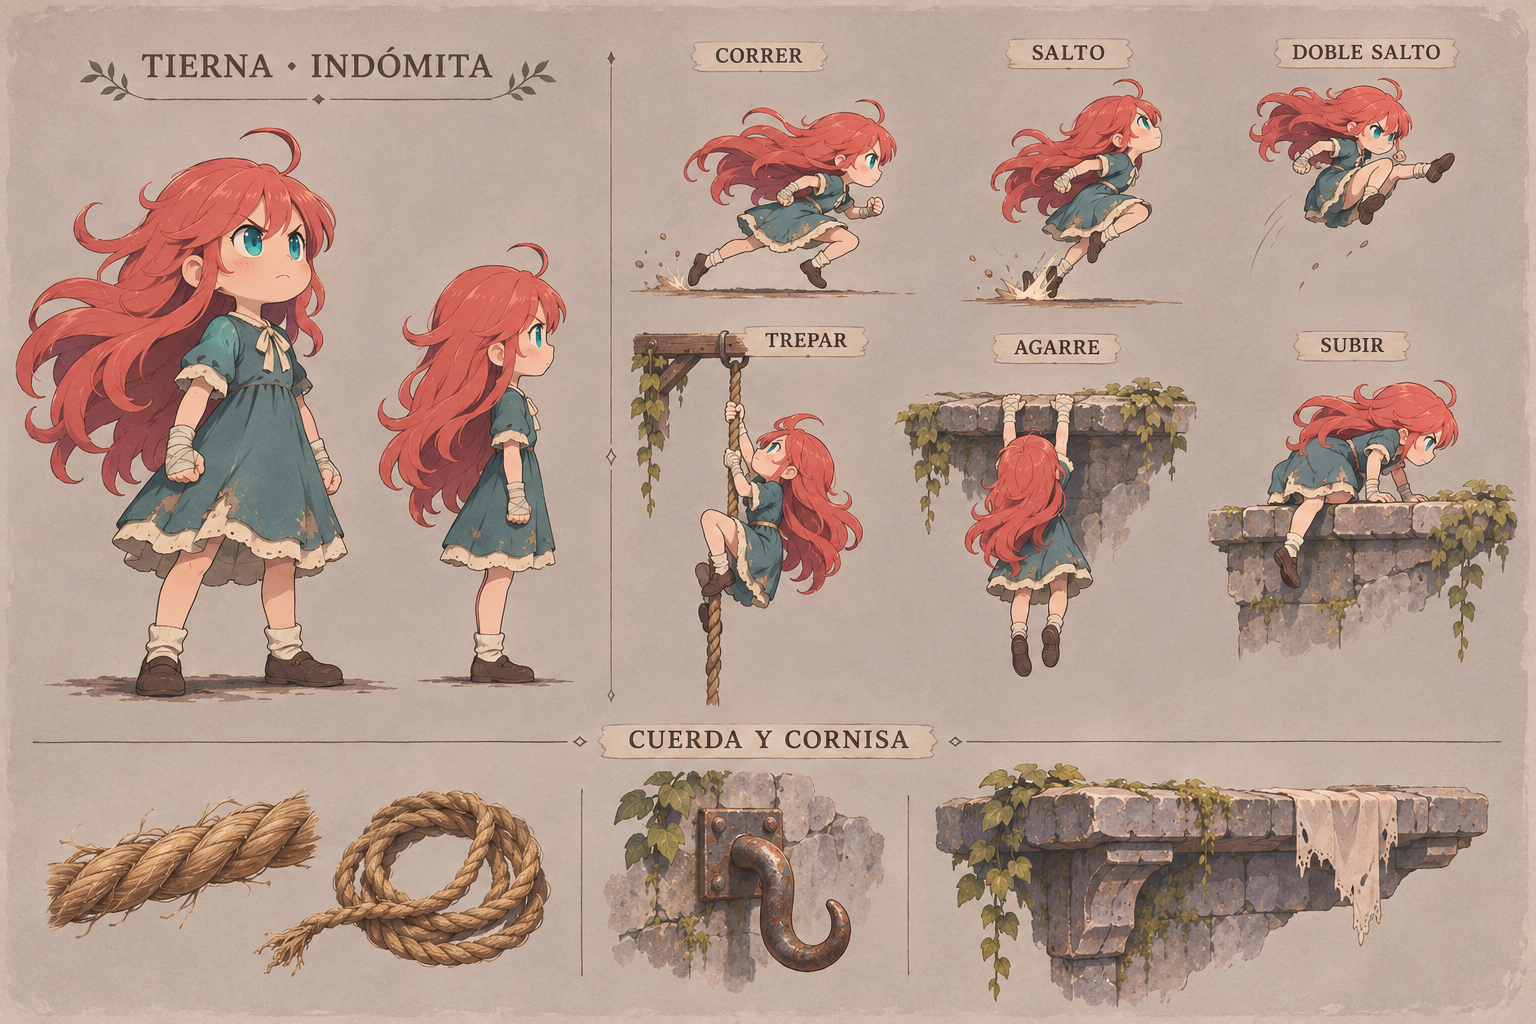 TIERNA • INDÓMITA
CORRER
SALTO
DOBLE SALTO
TREPAR
AGARRE
SUBIR
CUERDA Y CORNISA